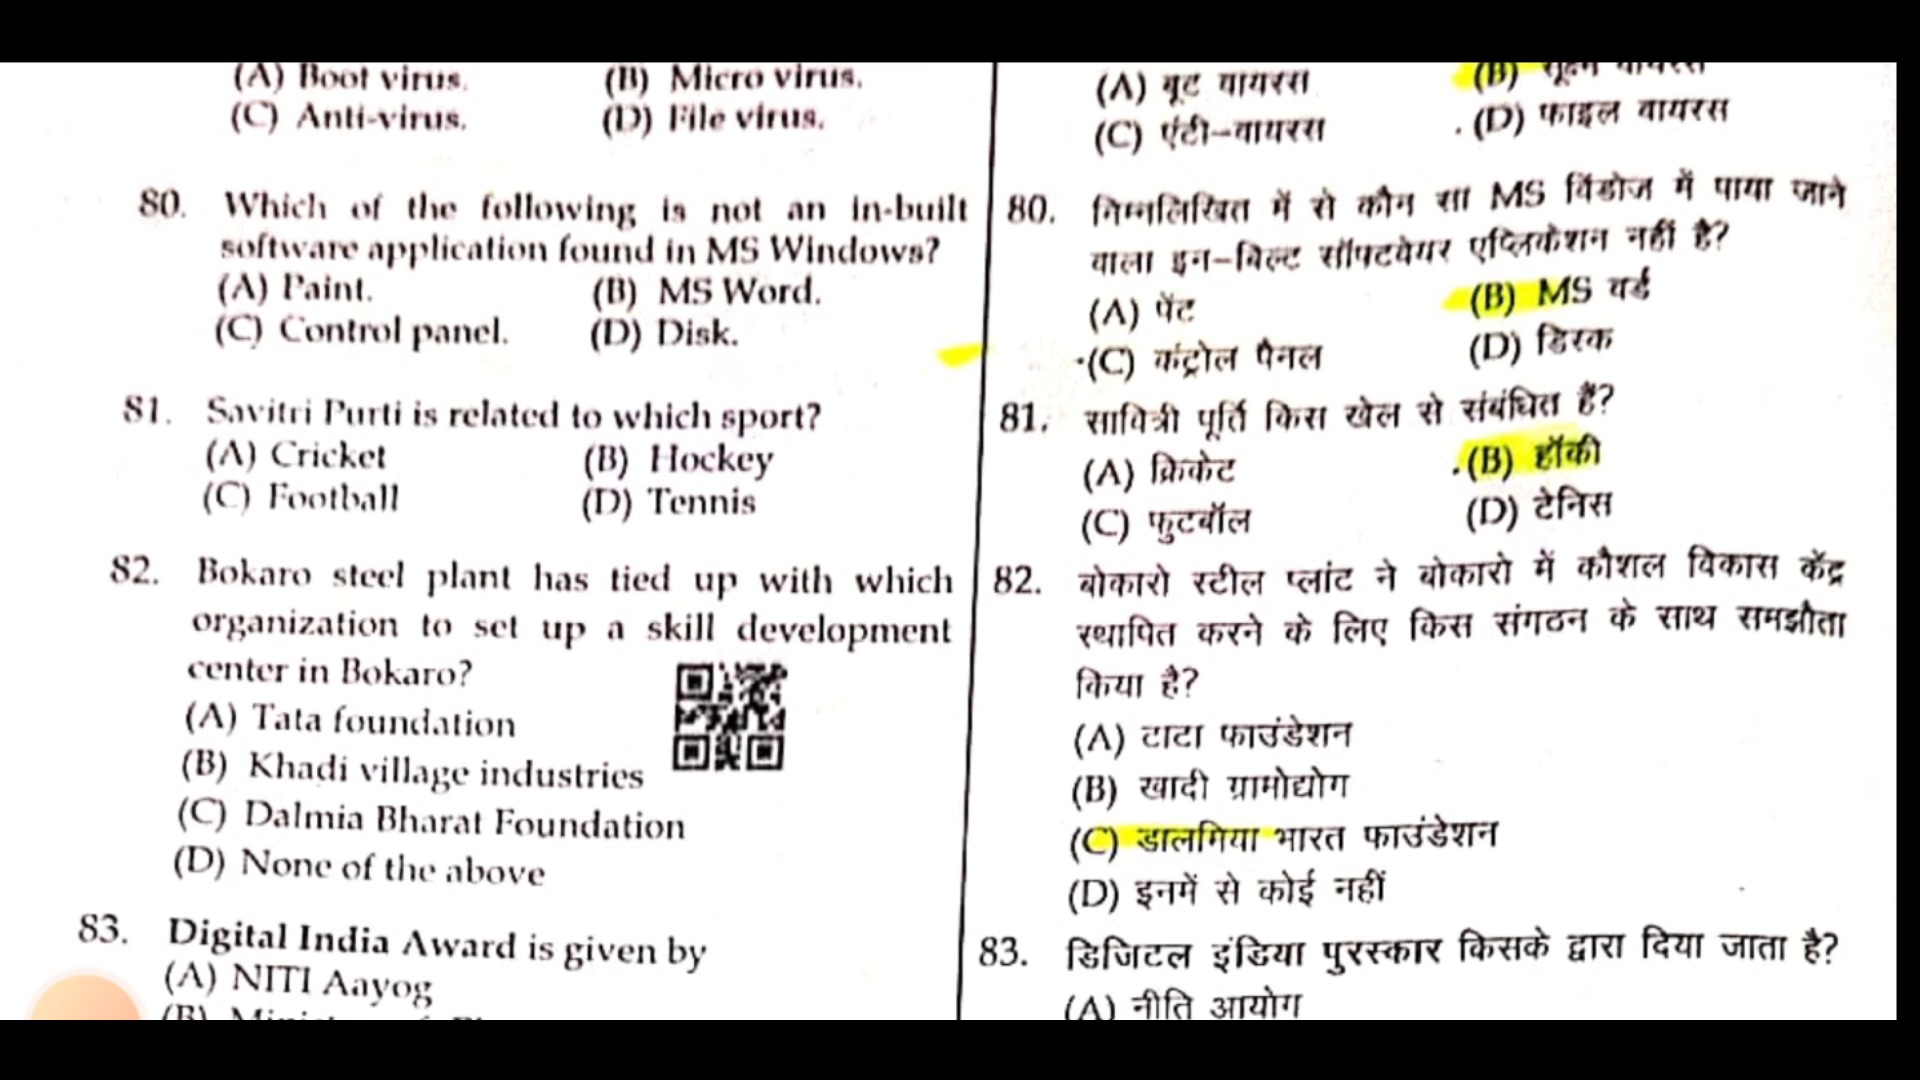 (A) Boot virus. (B) Micro virus.
(C) Anti-virus. (D) File virus.
80. Which of the following is not an in-built
software application found in MS Windows?
(A) Paint. (B) MS Word.
(C) Control panel. (D) Disk.
81. Savitri Purti is related to which sport?
(A) Cricket (B) Hockey
(C) Football (D) Tennis
82. Bokaro steel plant has tied up with which
organization to set up a skill development
center in Bokaro?
(A) Tata foundation
(B) Khadi village industries
(C) Dalmia Bharat Foundation
(D) None of the above
83. Digital India Award is given by
(A) NITI Aayog
(A) बूट वायरस (B) सूक्ष्म वायरस
(C) एंटी-वायरस (D) फाइल वायरस
80. निम्नलिखित में से कौन सा MS विंडोज में पाया जाने
वाला इन-बिल्ट सॉफ्टवेयर एप्लिकेशन नहीं है?
(A) पेंट (B) MS वर्ड
(C) कंट्रोल पैनल (D) डिस्क
81. सावित्री पूर्ति किस खेल से संबंधित हैं?
(A) क्रिकेट (B) हॉकी
(C) फुटबॉल (D) टेनिस
82. बोकारो स्टील प्लांट ने बोकारो में कौशल विकास केंद्र
स्थापित करने के लिए किस संगठन के साथ समझौता
किया है?
(A) टाटा फाउंडेशन
(B) खादी ग्रामोद्योग
(C) डालमिया भारत फाउंडेशन
(D) इनमें से कोई नहीं
83. डिजिटल इंडिया पुरस्कार किसके द्वारा दिया जाता है?
(A) नीति आयोग